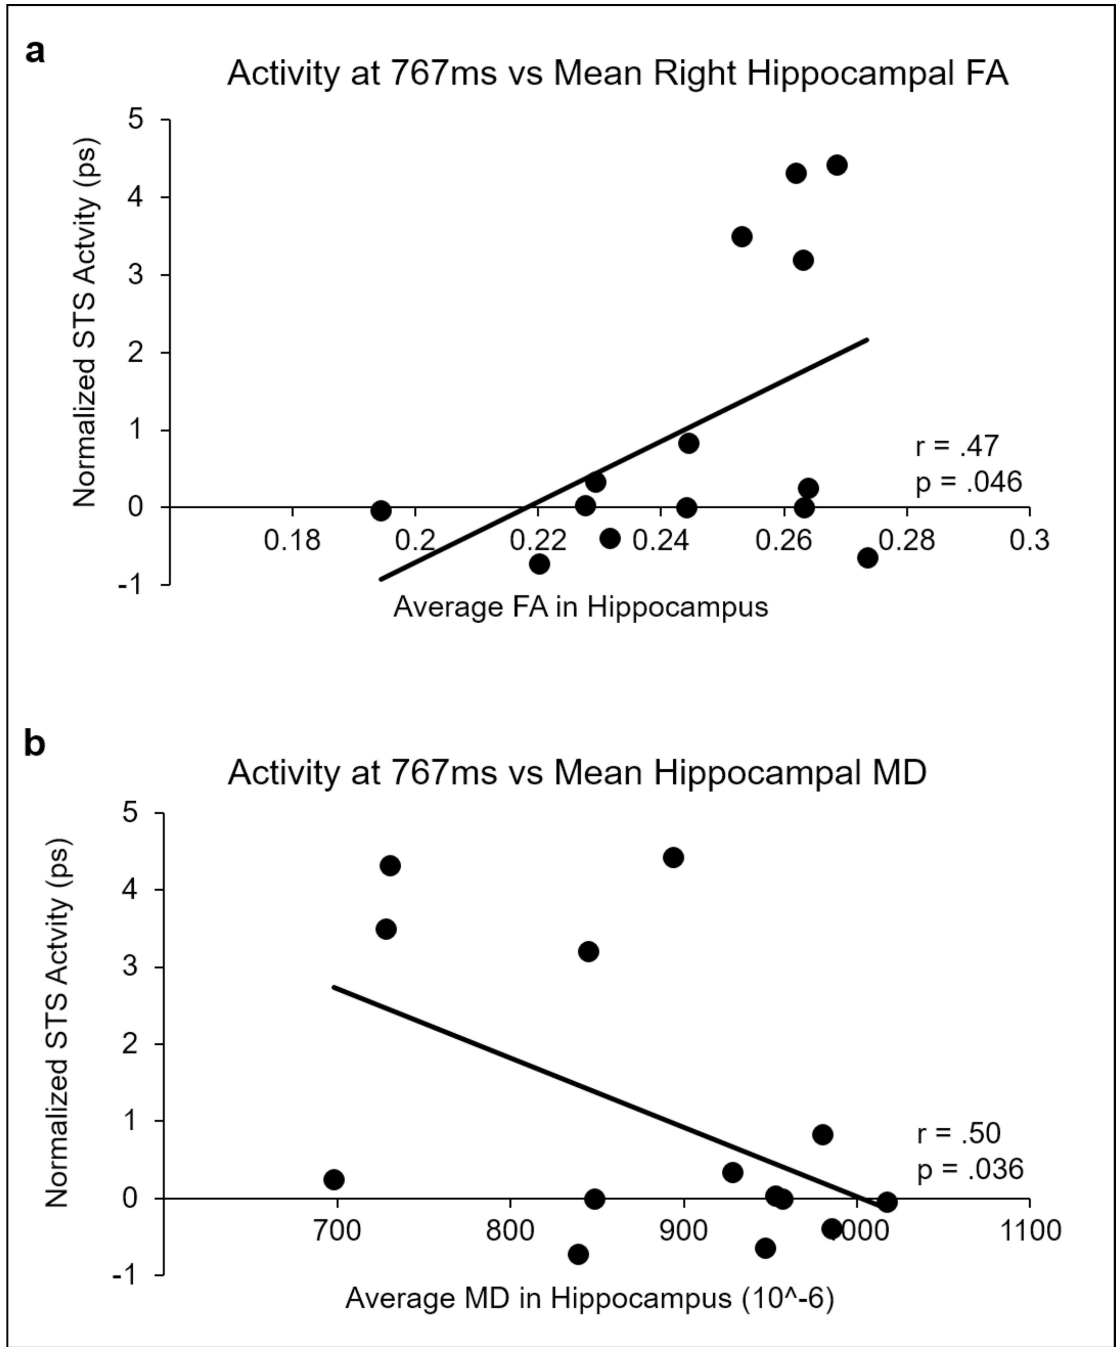 a
Activity at 767ms vs Mean Right Hippocampal FA
Normalized STS Actvity (ps)
5
4
3
2
1
0
-1
r = .47
p = .046
0.18 0.2 0.22 0.24 0.26 0.28 0.3
Average FA in Hippocampus
b
Activity at 767ms vs Mean Hippocampal MD
Normalized STS Actvity (ps)
5
4
3
2
1
0
-1
r = .50
p = .036
700 800 900 1000 1100
Average MD in Hippocampus (10^-6)